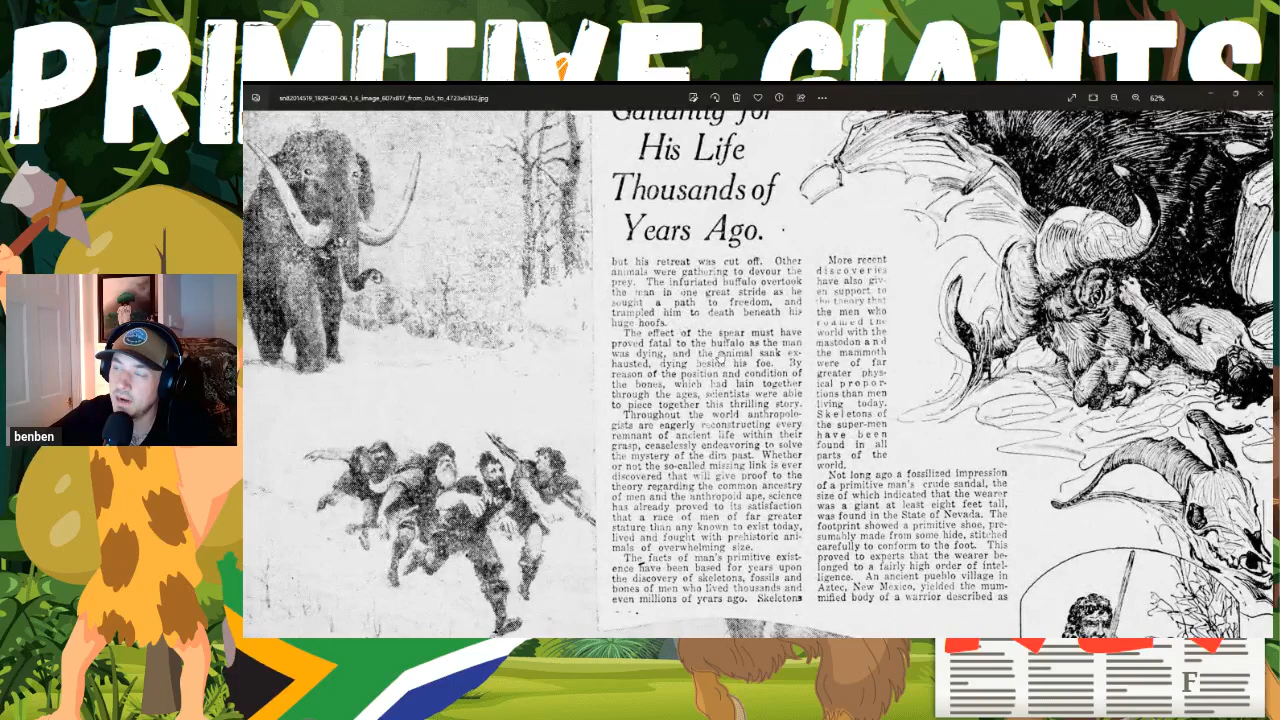 PRIMITIVE GIANTS
sn82014519_1929-07-06_1_6_image_607x817_from_0x5_to_4723x6352.jpg
62%
Gallantly for
His Life
Thousands of
Years Ago.
but his retreat was cut off. Other
animals were gathering to devour the
prey. The infuriated buffalo overtook
the man in one great stride as he
sought a path to freedom, and
trampled him to death beneath his
huge hoofs.
The effect of the spear must have
proved fatal to the buffalo as the man
was dying, and the animal sank ex-
hausted, dying beside his foe. By
reason of the position and condition of
the bones, which had lain together
through the ages, scientists were able
to piece together this thrilling story.
Throughout the world anthropolo-
gists are eagerly reconstructing every
remnant of ancient life within their
grasp, ceaselessly endeavoring to solve
the mystery of the dim past. Whether
or not the so-called missing link is ever
discovered that will give proof to the
theory regarding the common ancestry
of men and the anthropoid ape, science
has already proved to its satisfaction
that a race of men of far greater
stature than any known to exist today,
lived and fought with prehistoric ani-
mals of overwhelming size.
The facts of man's primitive exist-
ence have been based for years upon
the discovery of skeletons, fossils and
bones of men who lived thousands and
even millions of years ago. Skeletons
More recent
discoveries
have also giv-
en support to
the theory that
the men who
roamed the
world with the
mastodon and
the mammoth
were of far
greater phys-
ical propor-
tions than men
living today.
Skeletons of
the super-men
have been
found in all
parts of the
world.
Not long ago a fossilized impression
of a primitive man's crude sandal, the
size of which indicated that the wearer
was a giant at least eight feet tall,
was found in the State of Nevada. The
footprint showed a primitive shoe, pre-
sumably made from some hide, stitched
carefully to conform to the foot. This
proved to experts that the wearer be-
longed to a fairly high order of intel-
ligence. An ancient pueblo village in
Aztec, New Mexico, yielded the mum-
mified body of a warrior described as
benben
F